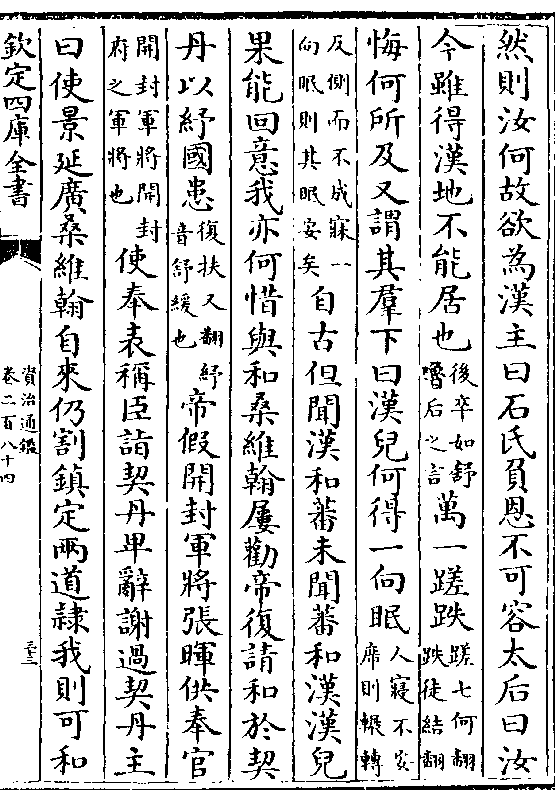 然則汝何故欲為漢主曰石氏負恩不可容太后曰汝
今雖得漢地不能居也後卒如舒嚕后之言萬一蹉跌蹉七何翻跌徒結翻
悔何所及又謂其羣下曰漢兒何得一向眠人寢不安席則輾轉
反側而不成寐一向眠則其眠安矣自古但聞漢和蕃未聞蕃和漢漢兒
果能回意我亦何惜與和桑維翰屢勸帝復請和於契
丹以紓國患復扶又翻紓音舒緩也帝假開封軍將張暉供奉官
開封軍將開封府之軍將也使奉表稱臣詣契丹卑辭謝過契丹主
曰使景延廣桑維翰自來仍割鎮定兩道隸我則可和
欽定四庫全書
資治通鑑
卷二百八十四